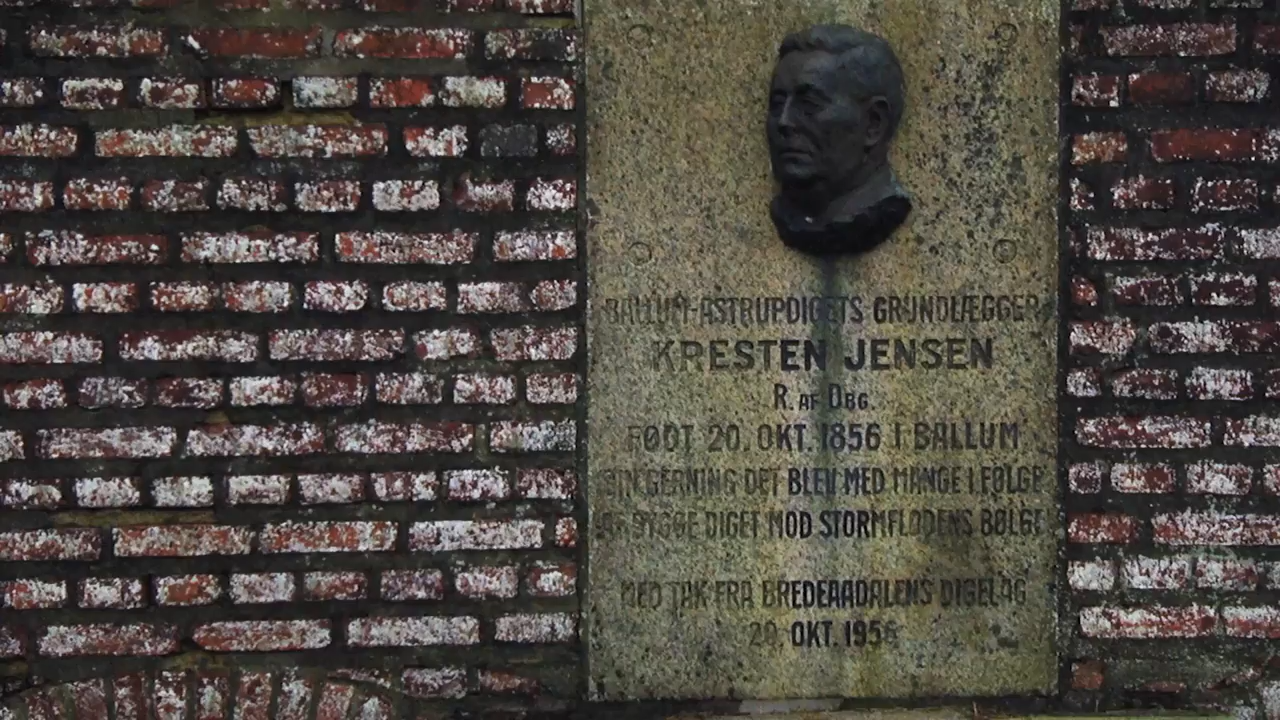 BALLUM-ASTRUPDIGETS GRUNDLÆGGER
KRESTEN JENSEN
R. AF DBG.
FØDT 20. OKT. 1856 I BALLUM
GERNING DET BLEV MED MANGE I FØLGE
BYGGE DIGET MOD STORMFLODENS BØLGE
MED TAK FRA BREDEAADALENS DIGELAG
20. OKT. 1956